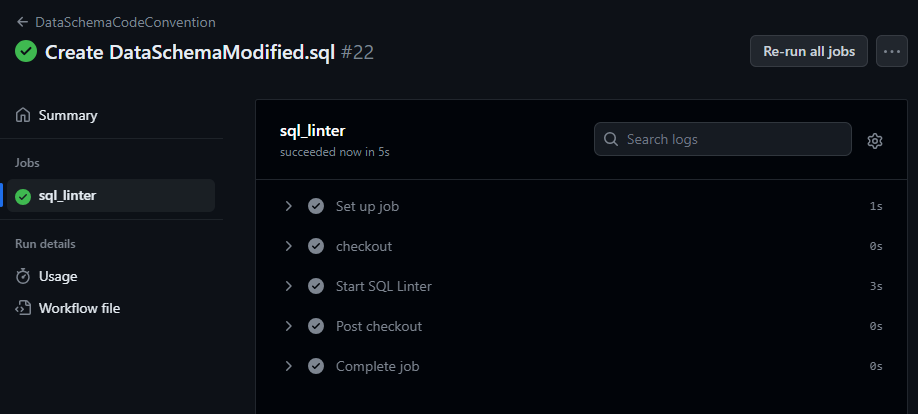 ← DataSchemaCodeConvention
Create DataSchemaModified.sql #22
Re-run all jobs
...
Summary
Jobs
sql_linter
Run details
Usage
Workflow file
sql_linter
succeeded now in 5s
Search logs
Set up job 1s
checkout 0s
Start SQL Linter 3s
Post checkout 0s
Complete job 0s